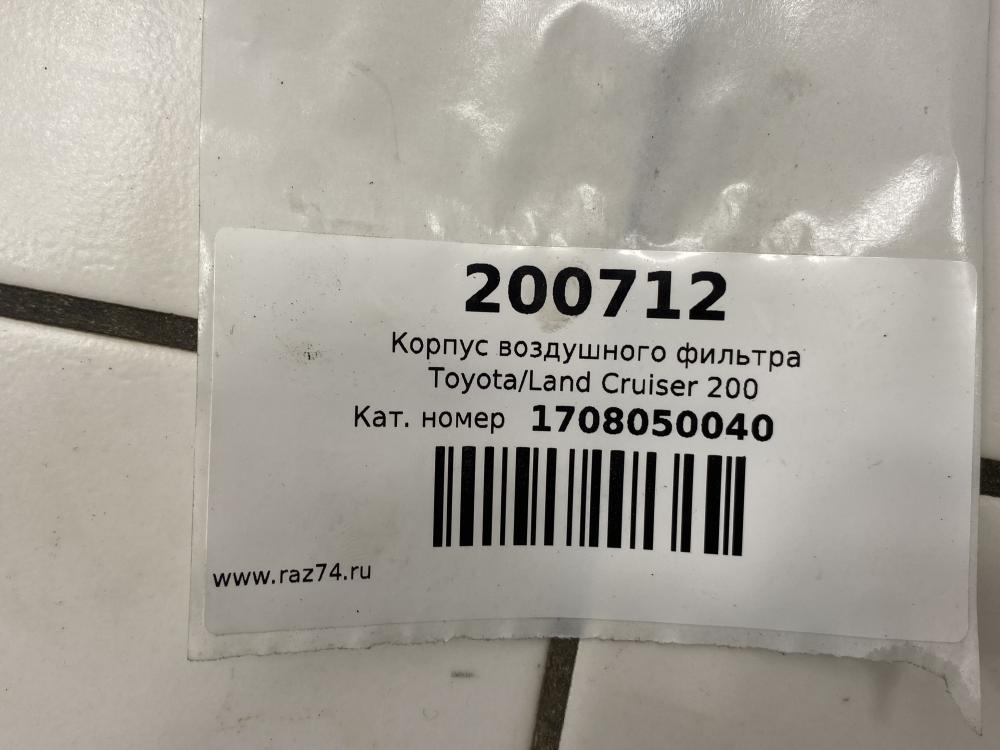 200712
Корпус воздушного фильтра
Toyota/Land Cruiser 200
Кат. номер 1708050040
www.raz74.ru